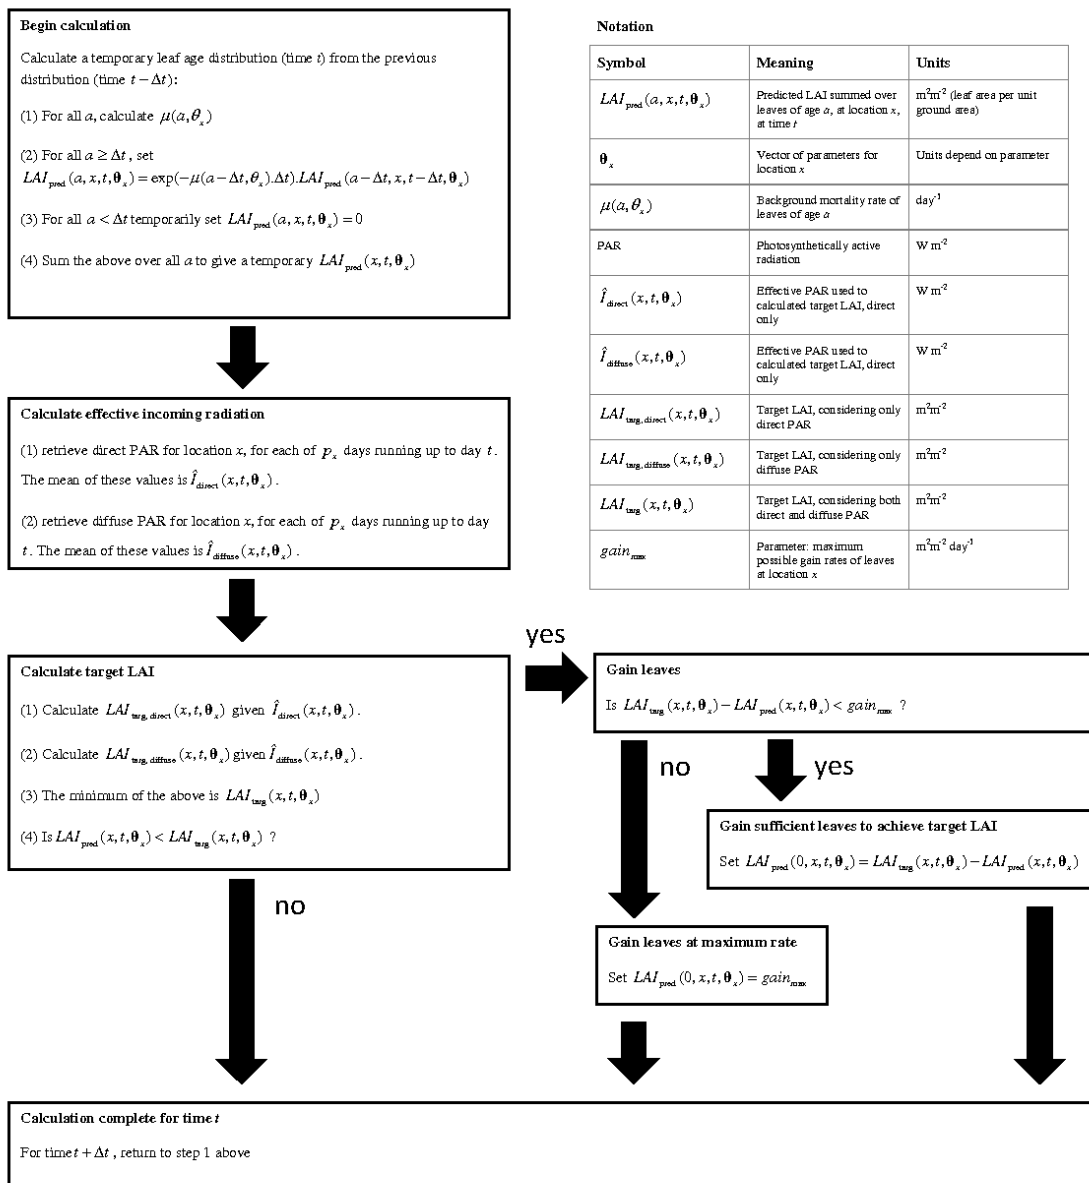 Begin calculation
Calculate a temporary leaf age distribution (time t) from the previous
distribution (time t − Δt):
(1) For all a, calculate μ(a,θ_x)
(2) For all a ≥ Δt , set
LAI_pred(a,x,t,θ_x) = exp(−μ(a−Δt,θ_x).Δt).LAI_pred(a−Δt,x,t−Δt,θ_x)
(3) For all a < Δt temporarily set LAI_pred(a,x,t,θ_x) = 0
(4) Sum the above over all a to give a temporary LAI_pred(x,t,θ_x)
Calculate effective incoming radiation
(1) retrieve direct PAR for location x, for each of p_x days running up to day t.
The mean of these values is Î_direct(x,t,θ_x).
(2) retrieve diffuse PAR for location x, for each of p_x days running up to day
t. The mean of these values is Î_diffuse(x,t,θ_x).
Calculate target LAI
(1) Calculate LAI_targ,direct(x,t,θ_x) given Î_direct(x,t,θ_x).
(2) Calculate LAI_targ,diffuse(x,t,θ_x) given Î_diffuse(x,t,θ_x).
(3) The minimum of the above is LAI_targ(x,t,θ_x)
(4) Is LAI_pred(x,t,θ_x) < LAI_targ(x,t,θ_x) ?
yes
no
Notation
Symbol Meaning Units
LAI_pred(a,x,t,θ_x) Predicted LAI summed over m²m⁻² (leaf area per unit
leaves of age a, at location x, ground area)
at time t
θ_x Vector of parameters for Units depend on parameter
location x
μ(a,θ_x) Background mortality rate of day⁻¹
leaves of age a
PAR Photosynthetically active W m⁻²
radiation
Î_direct(x,t,θ_x) Effective PAR used to W m⁻²
calculated target LAI, direct
only
Î_diffuse(x,t,θ_x) Effective PAR used to W m⁻²
calculated target LAI, direct
only
LAI_targ,direct(x,t,θ_x) Target LAI, considering only m²m⁻²
direct PAR
LAI_targ,diffuse(x,t,θ_x) Target LAI, considering only m²m⁻²
diffuse PAR
LAI_targ(x,t,θ_x) Target LAI, considering both m²m⁻²
direct and diffuse PAR
gain_max Parameter: maximum m²m⁻² day⁻¹
possible gain rates of leaves
at location x
Gain leaves
Is LAI_targ(x,t,θ_x) − LAI_pred(x,t,θ_x) < gain_max ?
no
yes
Gain sufficient leaves to achieve target LAI
Set LAI_pred(0,x,t,θ_x) = LAI_targ(x,t,θ_x) − LAI_pred(x,t,θ_x)
Gain leaves at maximum rate
Set LAI_pred(0,x,t,θ_x) = gain_max
Calculation complete for time t
For time t + Δt , return to step 1 above